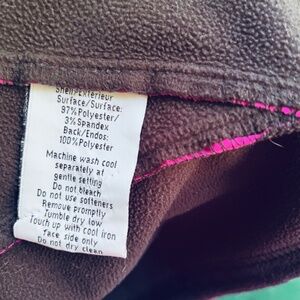 Shell/Exterieur
Surface/Surface:
97%Polyester/
3%Spandex
Back/Endos:
100%Polyester
Machine wash cool
separately at
gentle setting
Do not bleach
Do not use softeners
Remove promptly
Tumble dry low
Touch up with cool iron
face side only
Do not dry clean